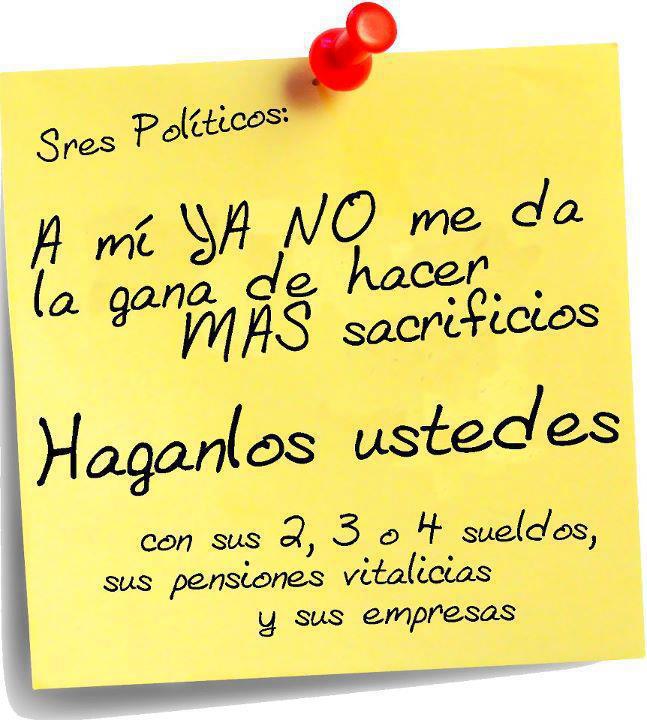 Sres Políticos:
A mí YA NO me da
la gana de hacer
MAS sacrificios
Haganlos ustedes
con sus 2, 3 o 4 sueldos,
sus pensiones vitalicias
y sus empresas